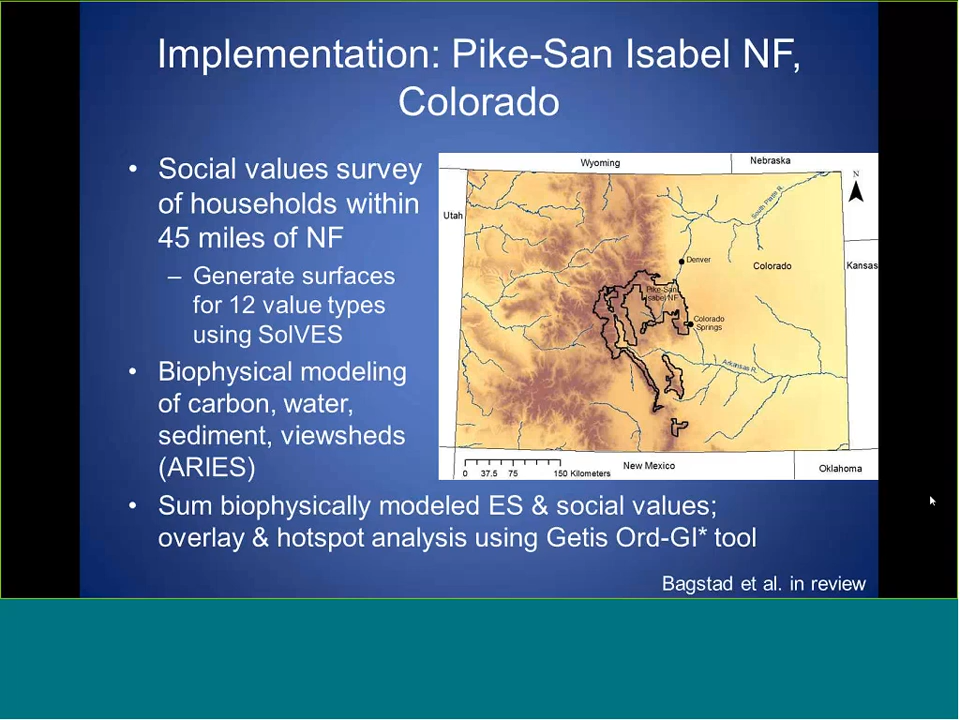 Implementation: Pike-San Isabel NF,
Colorado
• Social values survey
of households within
45 miles of NF
– Generate surfaces
for 12 value types
using SolVES
• Biophysical modeling
of carbon, water,
sediment, viewsheds
(ARIES)
• Sum biophysically modeled ES & social values;
overlay & hotspot analysis using Getis Ord-GI* tool
Bagstad et al. in review
Wyoming
Nebraska
N
Utah
South Platte R.
Denver
Colorado
Kansas
Pike-San
Isabel NF
Colorado
Springs
Arkansas R.
0 37.5 75 150 Kilometers
New Mexico
Oklahoma